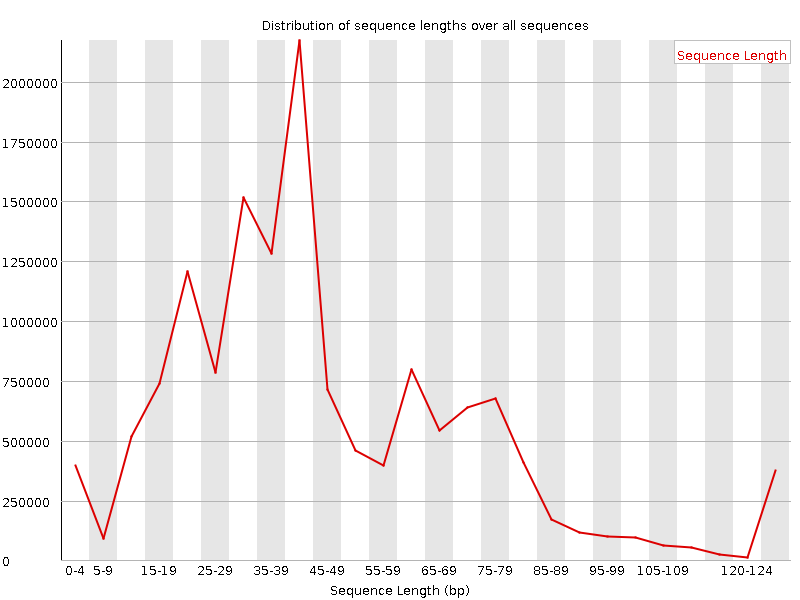 Distribution of sequence lengths over all sequences
Sequence Length
2000000
1750000
1500000
1250000
1000000
750000
500000
250000
0
0-4 5-9 15-19 25-29 35-39 45-49 55-59 65-69 75-79 85-89 95-99 105-109 120-124
Sequence Length (bp)